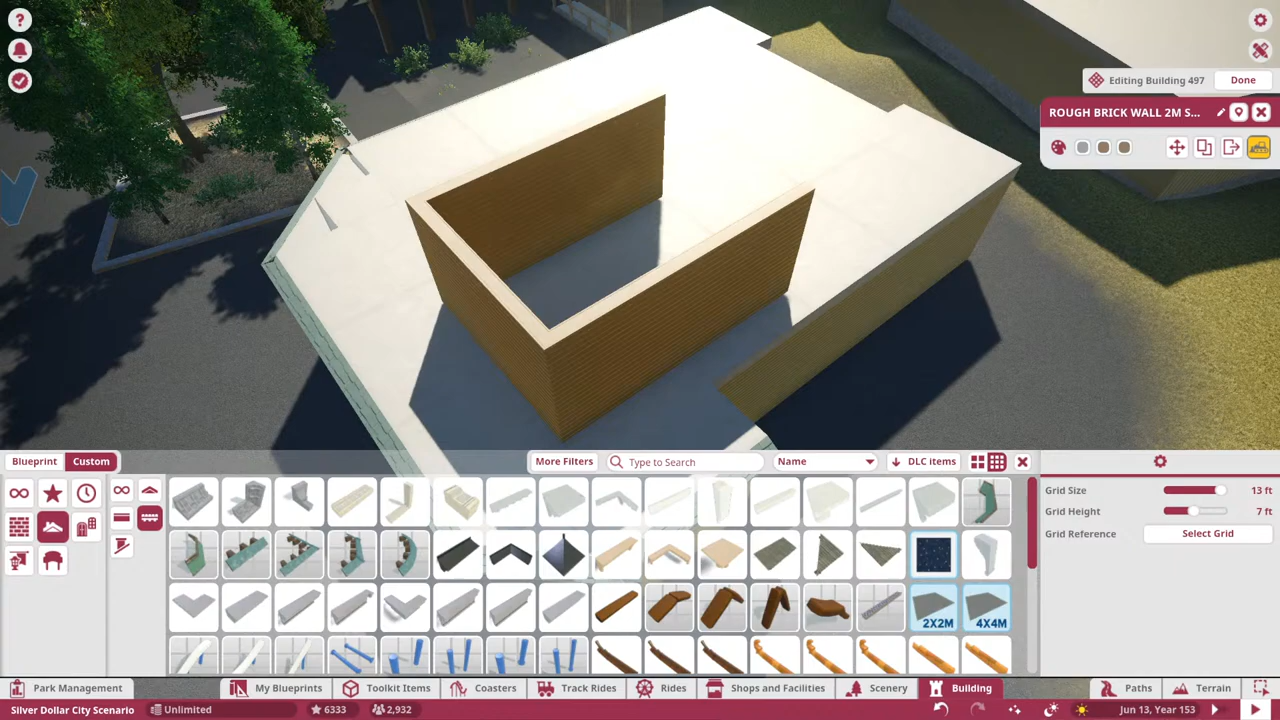 ?
Editing Building 497
Done
ROUGH BRICK WALL 2M S...
Blueprint
Custom
More Filters
Type to Search
Name
DLC items
Grid Size
13 ft
Grid Height
7 ft
Grid Reference
Select Grid
2X2M
4X4M
Park Management
My Blueprints
Toolkit Items
Coasters
Track Rides
Rides
Shops and Facilities
Scenery
Building
Paths
Terrain
Silver Dollar City Scenario
Unlimited
6333
2,932
Jun 13, Year 153